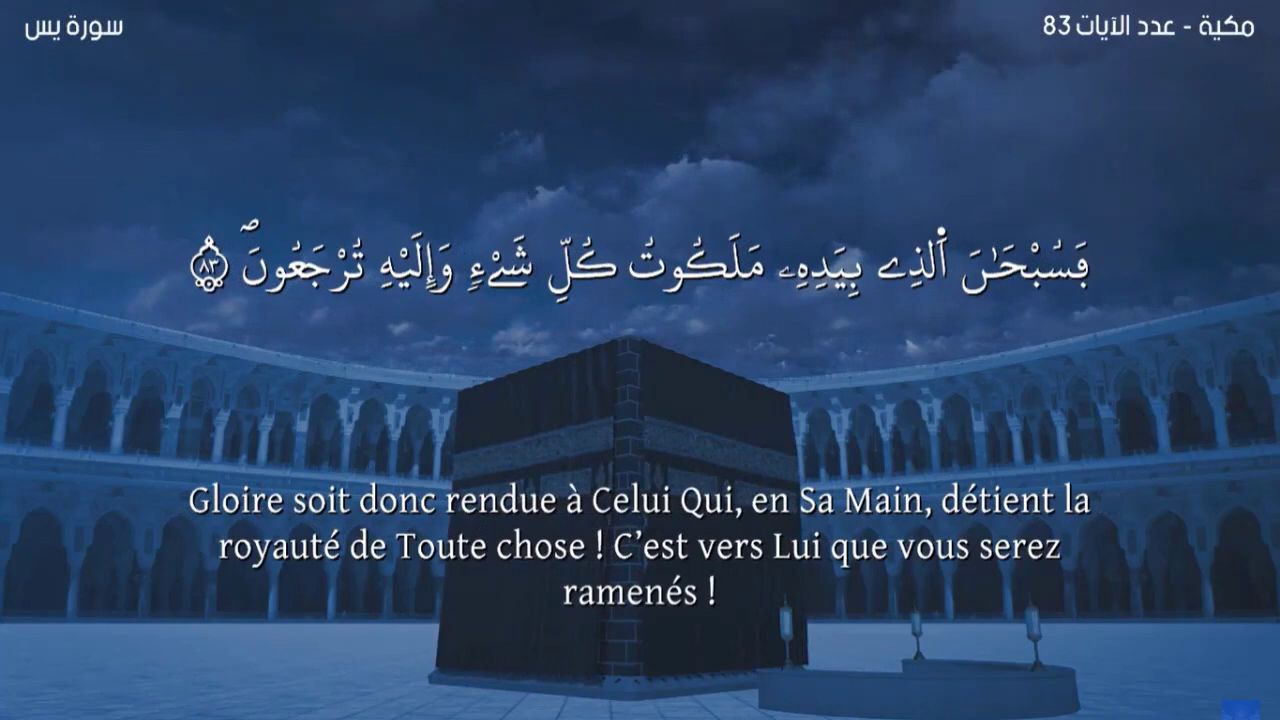 سورة يس
مكية - عدد الآيات 83
فَسُبْحَٰنَ اَ۬لذِے بِيَدِهِۦ مَلَكُوتُ كُلِّ شَےْءٖ وَإِلَيْهِ تُرْجَعُونَۖ ٨٣
Gloire soit donc rendue à Celui Qui, en Sa Main, détient la
royauté de Toute chose ! C’est vers Lui que vous serez
ramenés !